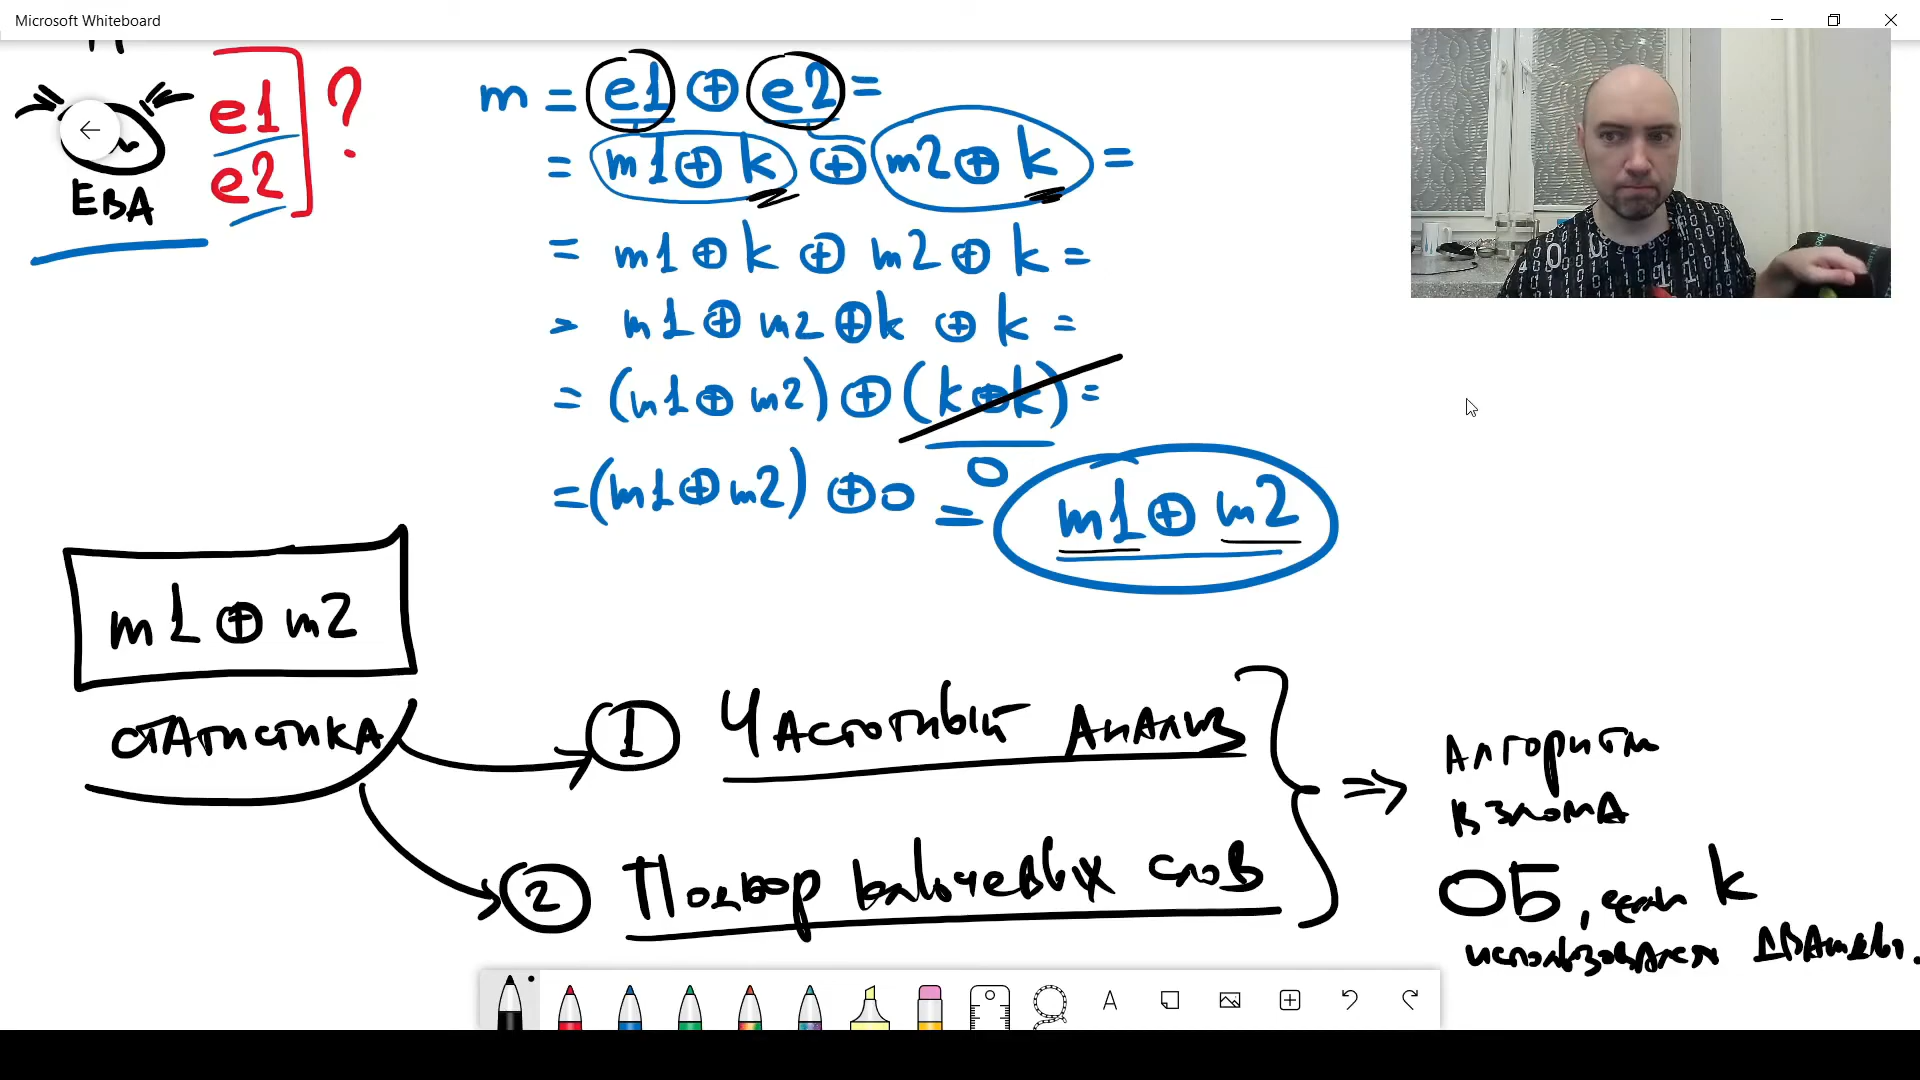 Microsoft Whiteboard
e1
e2
?
ЕВА
m = e1 ⊕ e2 =
= m1 ⊕ k ⊕ m2 ⊕ k =
= m1 ⊕ k ⊕ m2 ⊕ k =
= m1 ⊕ m2 ⊕ k ⊕ k =
= (m1 ⊕ m2) ⊕ (k ⊕ k) =
0
= (m1 ⊕ m2) ⊕ 0 = m1 ⊕ m2
m1 ⊕ m2
статистика
1 Частотный Анализ
2 Подбор ключевых слов
Алгоритм
взлома
ОБ, если k
использовался дважды.